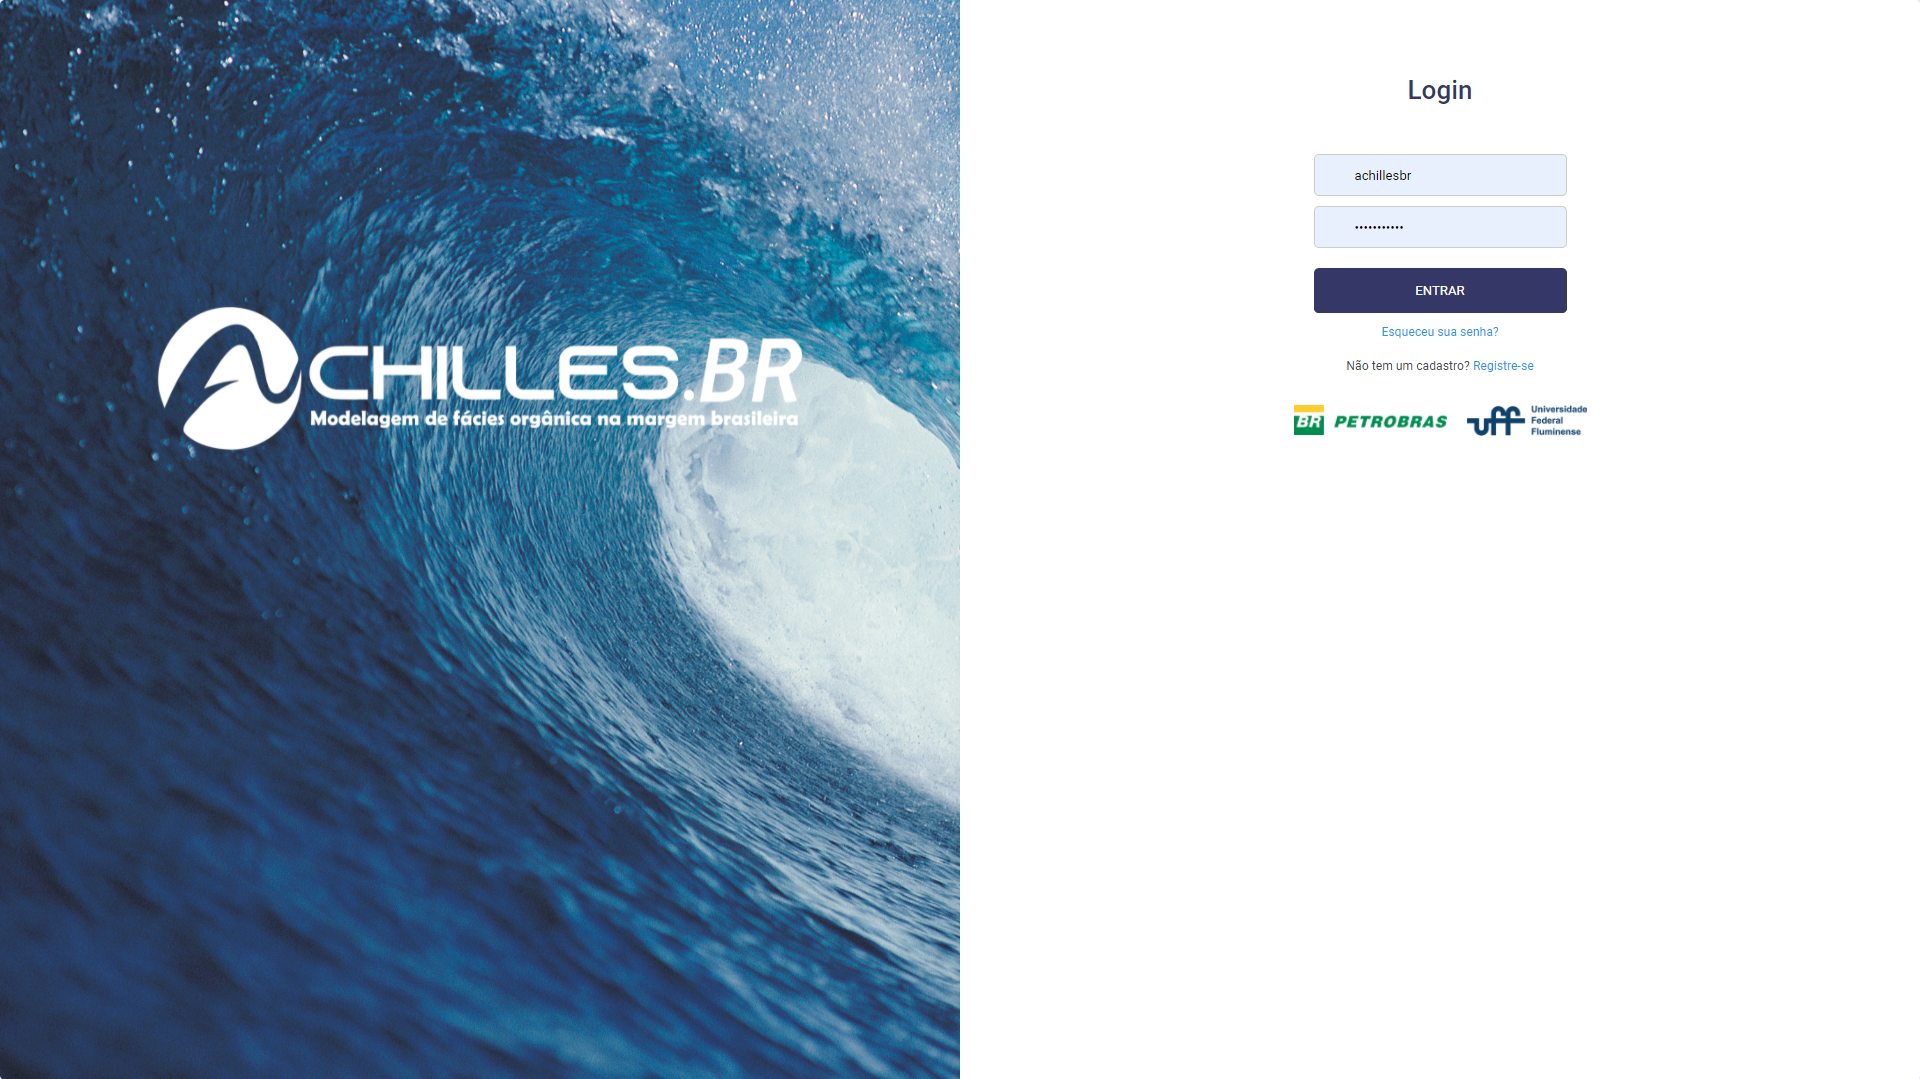 ACHILLES.BR
Modelagem de fácies orgânica na margem brasileira
Login
achillesbr
•••••••••••
ENTRAR
Esqueceu sua senha?
Não tem um cadastro? Registre-se
BR PETROBRAS
uff Universidade
Federal
Fluminense